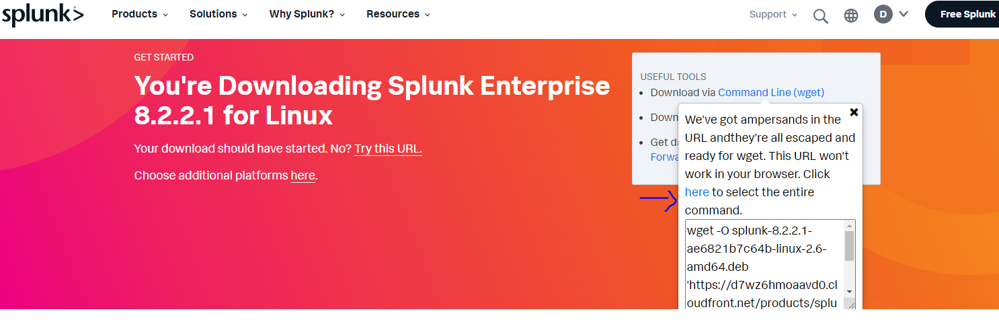 splunk>
Products
Solutions
Why Splunk?
Resources
Support
D
Free Splunk
GET STARTED
You're Downloading Splunk Enterprise
8.2.2.1 for Linux
Your download should have started. No? Try this URL.
Choose additional platforms here.
USEFUL TOOLS
Download via Command Line (wget)
Down
Get da
Forwa
We've got ampersands in the
URL andthey're all escaped and
ready for wget. This URL won't
work in your browser. Click
here to select the entire
command.
wget -O splunk-8.2.2.1-
ae6821b7c64b-linux-2.6-
amd64.deb
'https://d7wz6hmoaavd0.cl
oudfront.net/products/splu